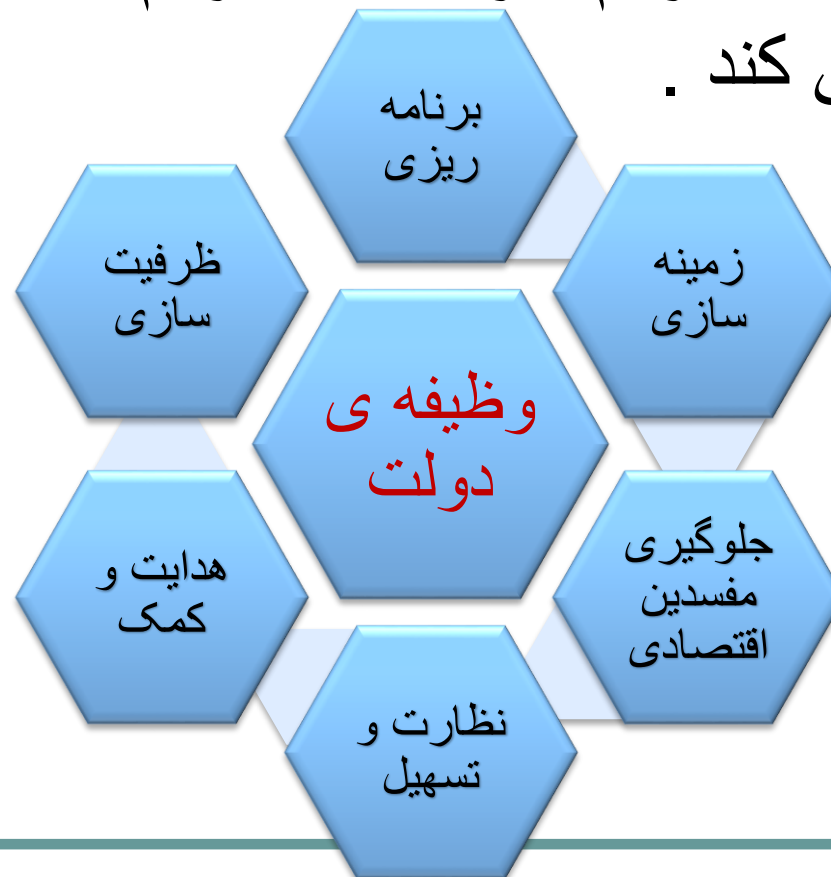 کند .
برنامه
ریزی
زمینه
سازی
جلوگیری
مفسدین
اقتصادی
نظارت و
تسهیل
هدایت و
کمک
ظرفیت
سازی
وظیفه ی
دولت